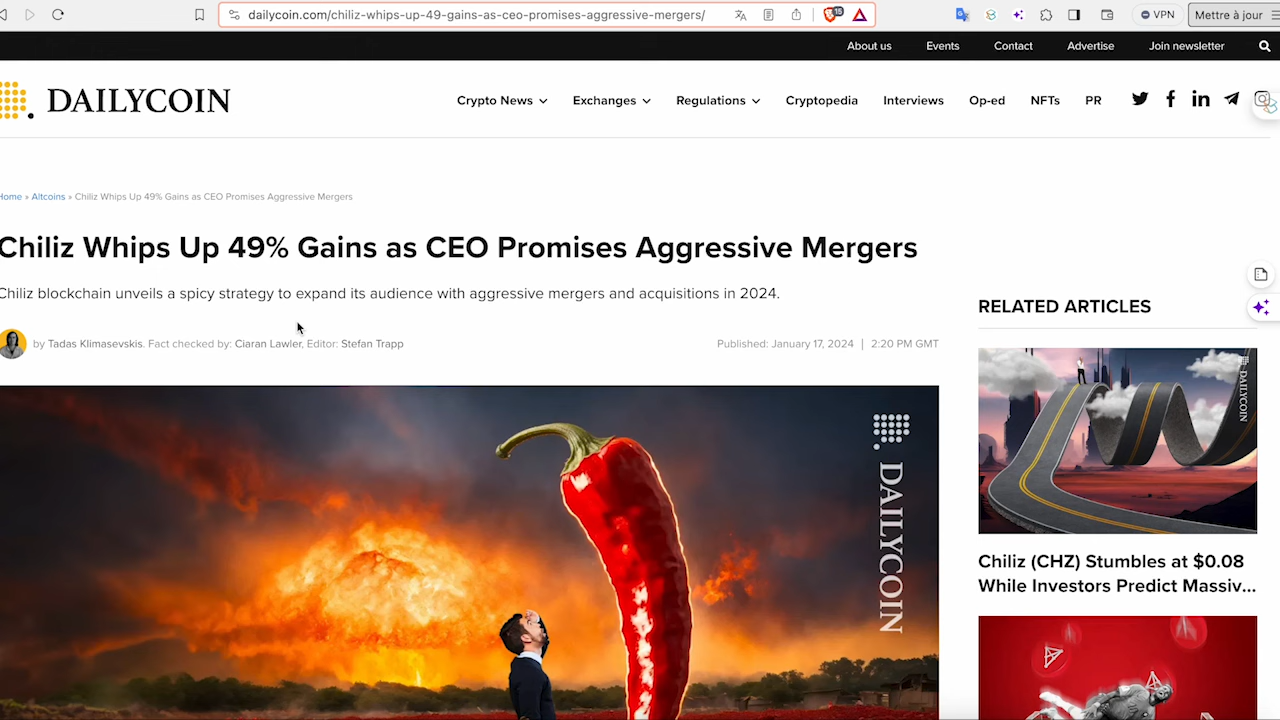 dailycoin.com/chiliz-whips-up-49-gains-as-ceo-promises-aggressive-mergers/
15
VPN
Mettre à jour
About us
Events
Contact
Advertise
Join newsletter
DAILYCOIN
Crypto News
Exchanges
Regulations
Cryptopedia
Interviews
Op-ed
NFTs
PR
Home » Altcoins » Chiliz Whips Up 49% Gains as CEO Promises Aggressive Mergers
Chiliz Whips Up 49% Gains as CEO Promises Aggressive Mergers
Chiliz blockchain unveils a spicy strategy to expand its audience with aggressive mergers and acquisitions in 2024.
by Tadas Klimasevskis. Fact checked by: Ciaran Lawler, Editor: Stefan Trapp
Published: January 17, 2024 | 2:20 PM GMT
DAILYCOIN
RELATED ARTICLES
DAILYCOIN
Chiliz (CHZ) Stumbles at $0.08
While Investors Predict Massiv...